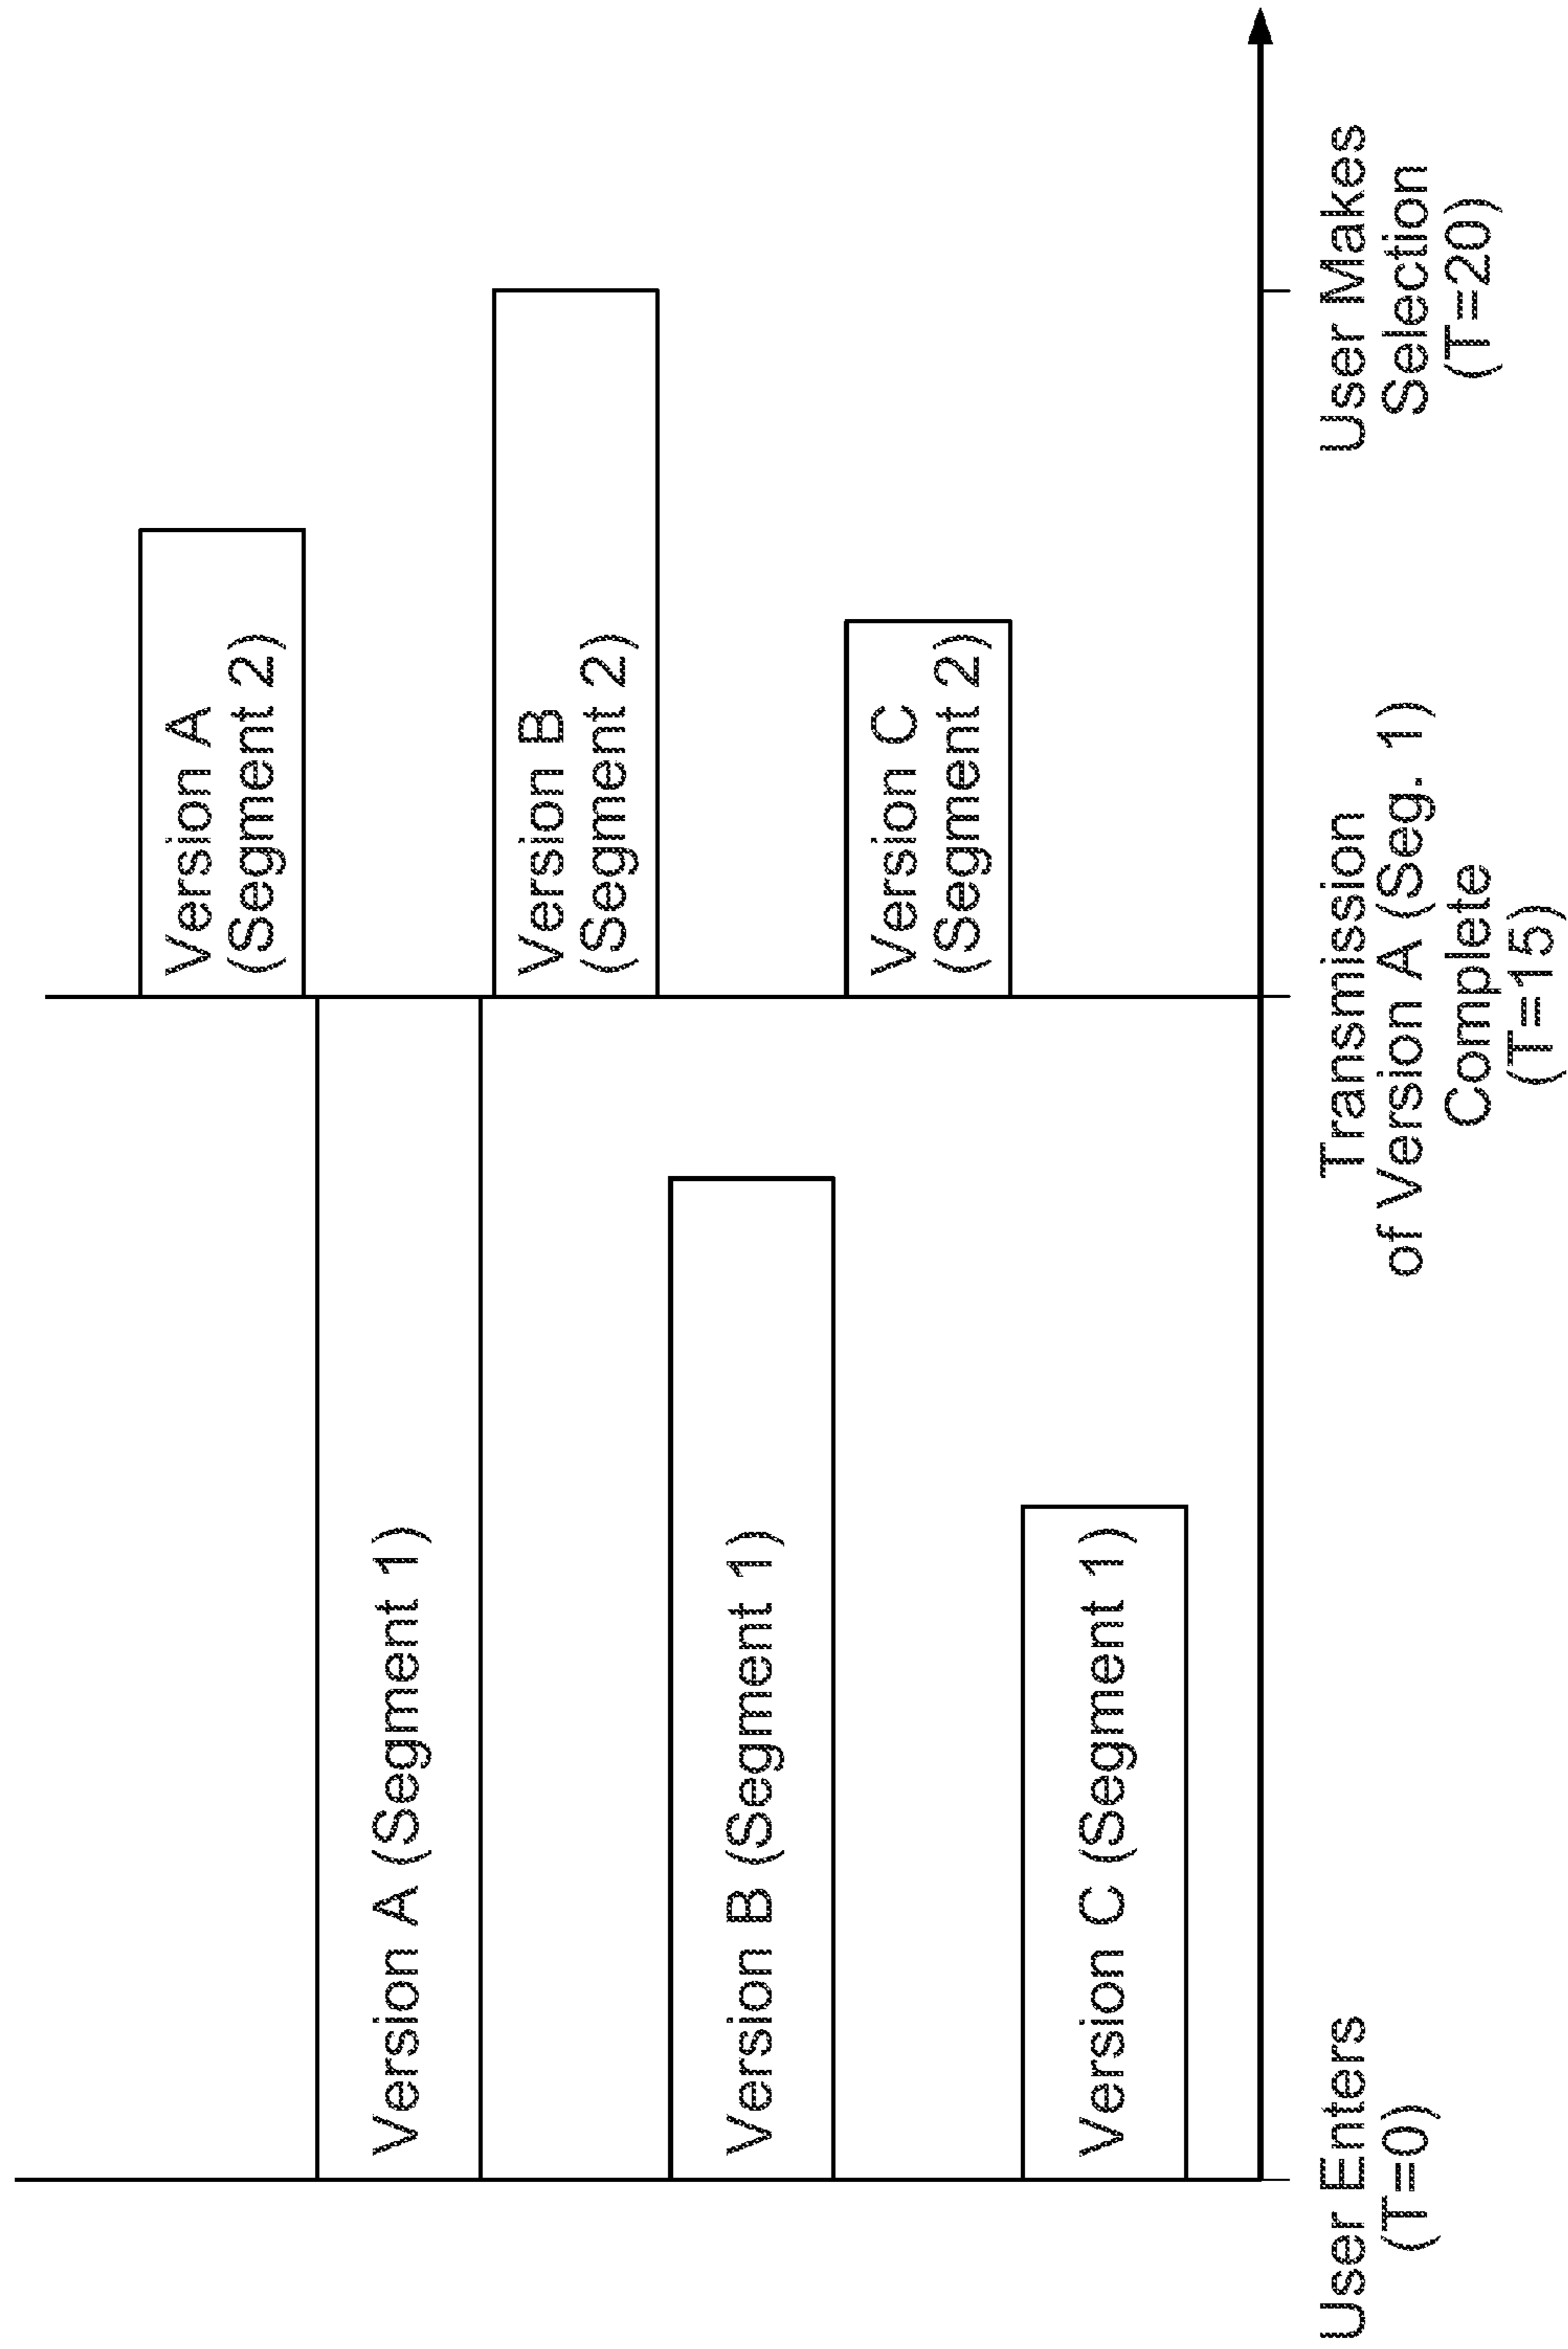 Version A
(Segment 2)
Version A (Segment 1)
Version B
(Segment 2)
Version B (Segment 1)
Version C
(Segment 2)
Version C (Segment 1)
User Enters
(T=0)
Transmission
of Version A (Seg. 1)
Complete
(T=15)
User Makes
Selection
(T=20)